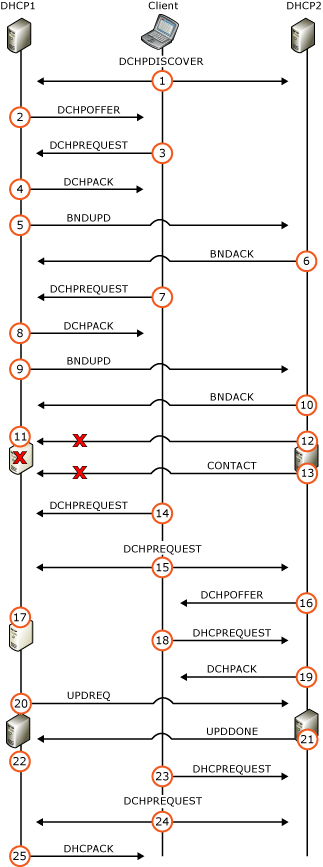 DHCP1 Client DHCP2
DCHPDISCOVER
1
2 DCHPOFFER
DCHPREQUEST 3
4 DCHPACK
5 BNDUPD
BNDACK 6
DCHPREQUEST 7
8 DCHPACK
9 BNDUPD
BNDACK 10
11 12
CONTACT 13
DCHPREQUEST 14
DCHPREQUEST
15
DCHPOFFER 16
17
18 DHCPREQUEST
DCHPACK 19
20 UPDREQ
UPDDONE 21
22
23 DHCPREQUEST
DCHPREQUEST
24
25 DHCPACK